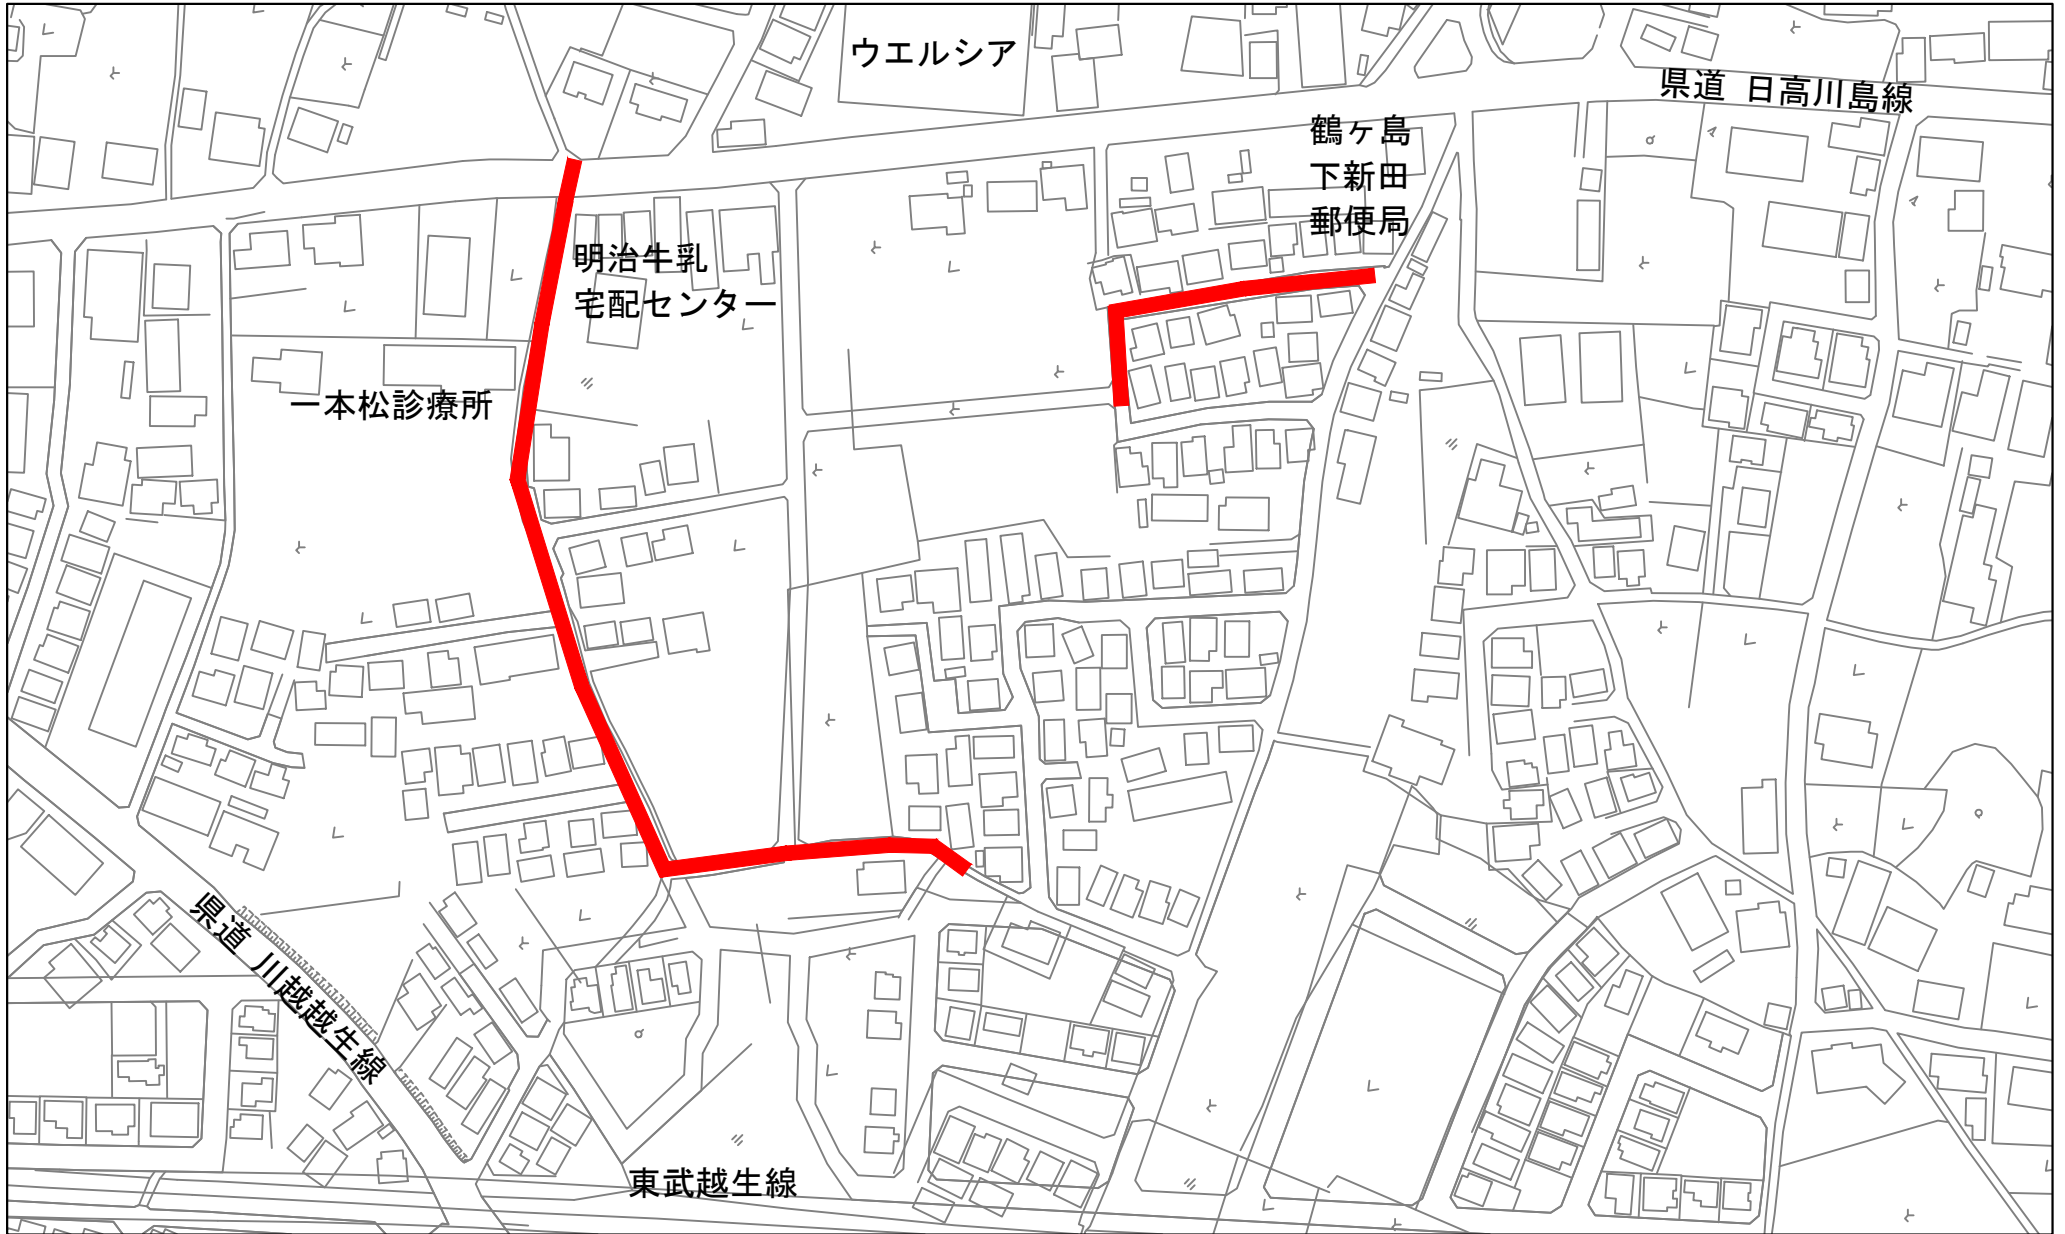 ウエルシア
県道 日高川島線
鶴ヶ島
下新田
郵便局
明治牛乳
宅配センター
一本松診療所
県道 川越越生線
東武越生線